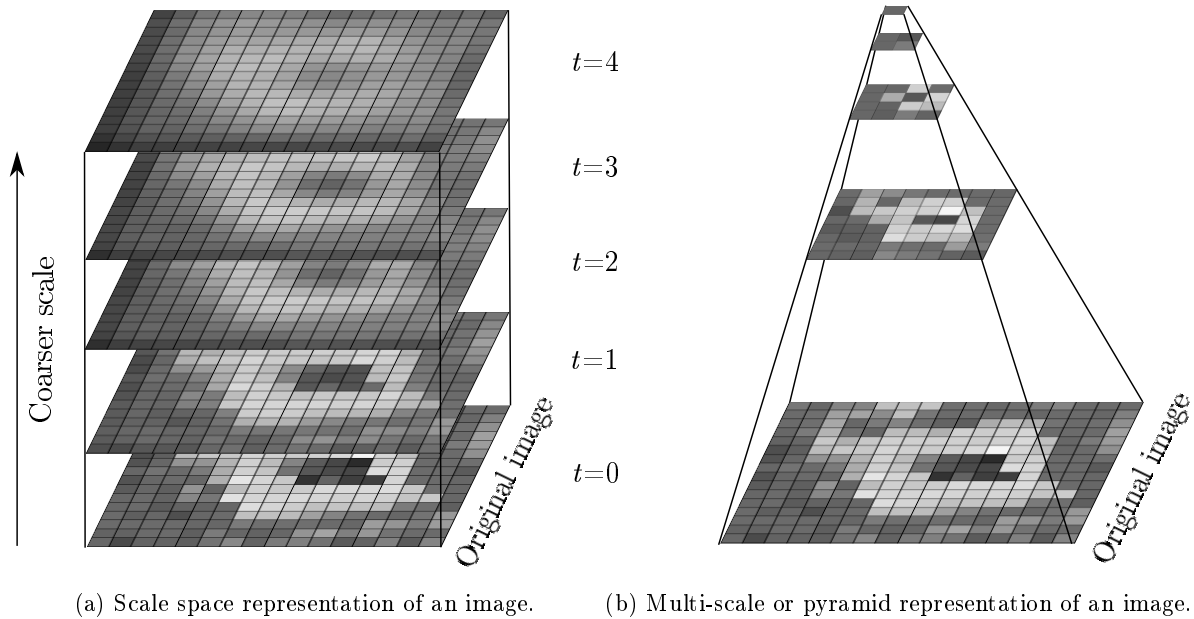 t=4
t=3
t=2
t=1
t=0
Coarser scale
Original image
Original image
(a) Scale space representation of an image.
(b) Multi-scale or pyramid representation of an image.